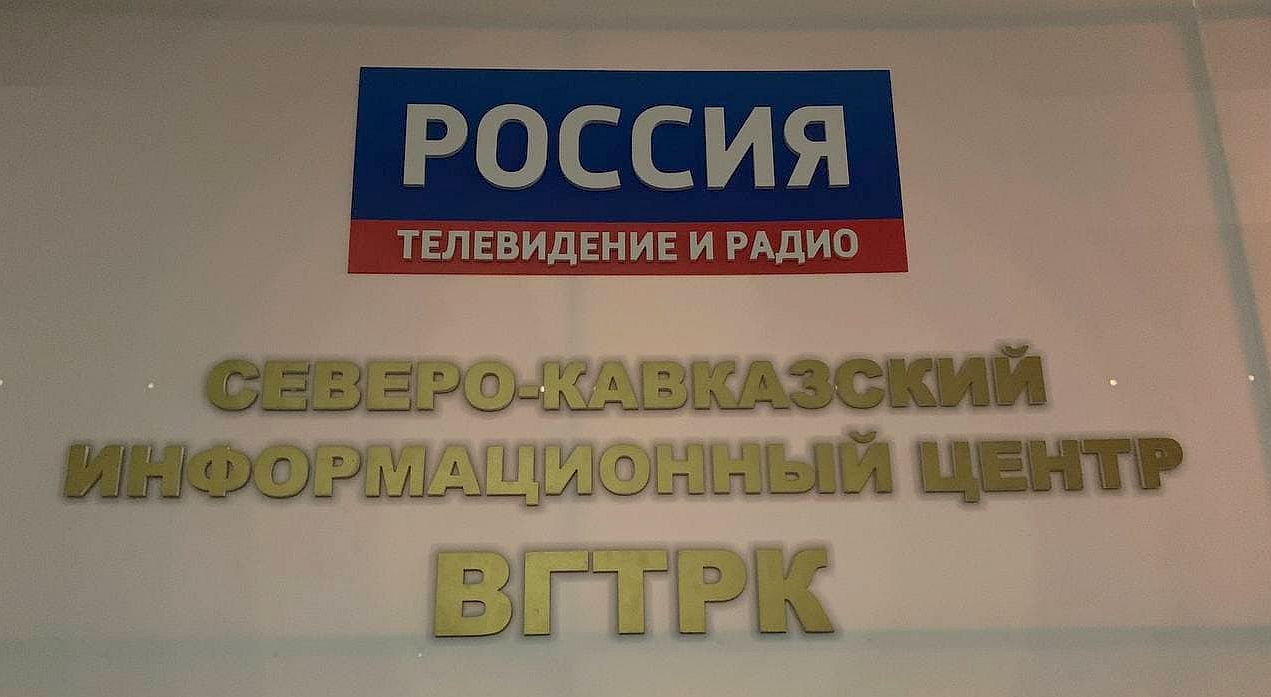 РОССИЯ
ТЕЛЕВИДЕНИЕ И РАДИО
СЕВЕРО-КАВКАЗСКИЙ
ИНФОРМАЦИОННЫЙ ЦЕНТР
ВГТРК